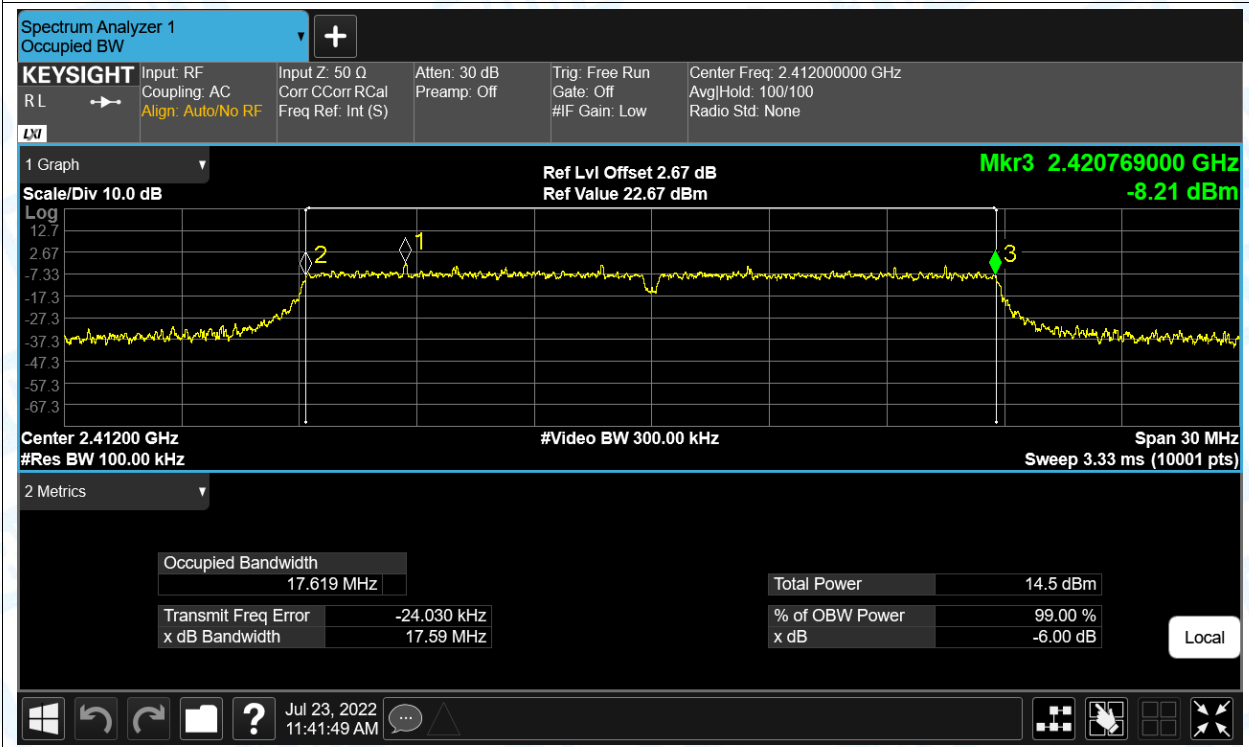 Spectrum Analyzer 1
Occupied BW
KEYSIGHT
R L
LXI
Input: RF
Coupling: AC
Align: Auto/No RF
Input Z: 50 Ω
Corr CCorr RCal
Freq Ref: Int (S)
Atten: 30 dB
Preamp: Off
Trig: Free Run
Gate: Off
#IF Gain: Low
Center Freq: 2.412000000 GHz
Avg|Hold: 100/100
Radio Std: None
1 Graph
Scale/Div 10.0 dB
Ref Lvl Offset 2.67 dB
Ref Value 22.67 dBm
Mkr3 2.420769000 GHz
-8.21 dBm
Log
12.7
2.67
-7.33
-17.3
-27.3
-37.3
-47.3
-57.3
-67.3
2
1
3
Center 2.41200 GHz
#Video BW 300.00 kHz
Span 30 MHz
#Res BW 100.00 kHz
Sweep 3.33 ms (10001 pts)
2 Metrics
Occupied Bandwidth
17.619 MHz
Total Power 14.5 dBm
Transmit Freq Error -24.030 kHz
% of OBW Power 99.00 %
x dB Bandwidth 17.59 MHz
x dB -6.00 dB
Local
?
Jul 23, 2022
11:41:49 AM